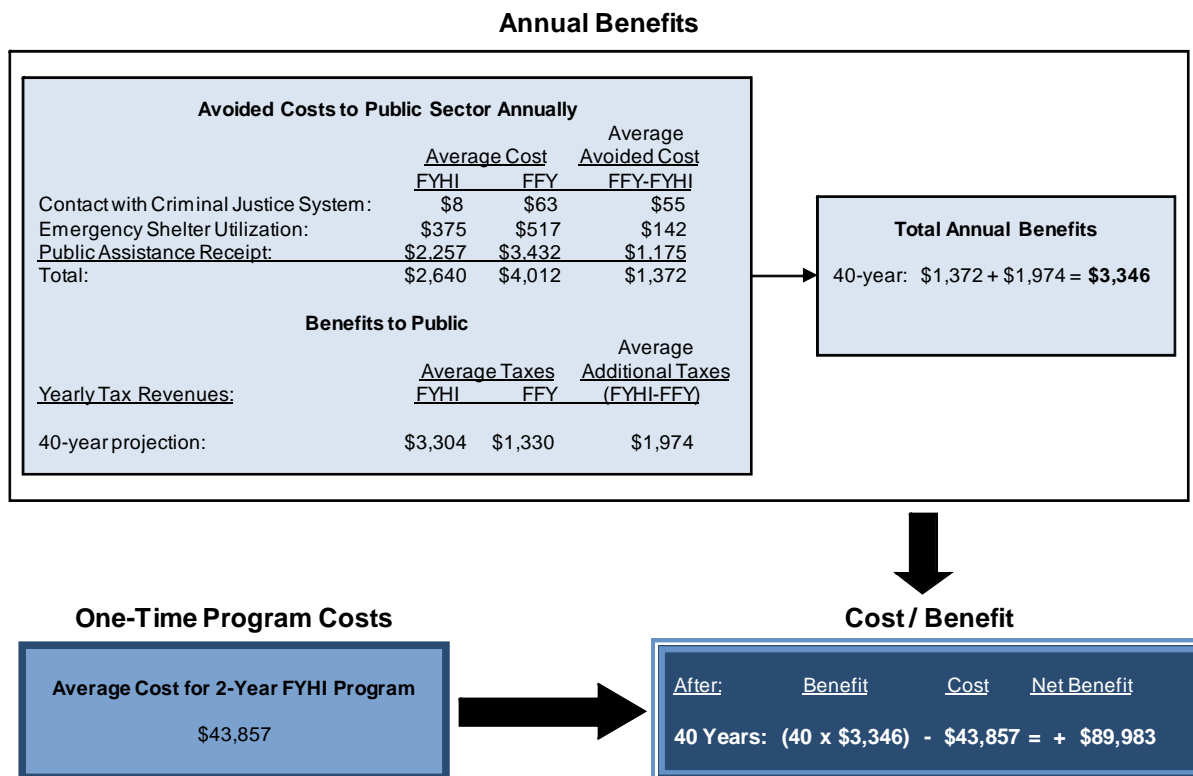 Annual Benefits
Avoided Costs to Public Sector Annually
Average
Average Cost Avoided Cost
FYHI FFY FFY-FYHI
Contact with Criminal Justice System: $8 $63 $55
Emergency Shelter Utilization: $375 $517 $142
Public Assistance Receipt: $2,257 $3,432 $1,175
Total: $2,640 $4,012 $1,372
Benefits to Public
Average
Average Taxes Additional Taxes
Yearly Tax Revenues: FYHI FFY (FYHI-FFY)
40-year projection: $3,304 $1,330 $1,974
Total Annual Benefits
40-year: $1,372 + $1,974 = $3,346
One-Time Program Costs
Average Cost for 2-Year FYHI Program
$43,857
Cost / Benefit
After: Benefit Cost Net Benefit
40 Years: (40 x $3,346) - $43,857 = + $89,983